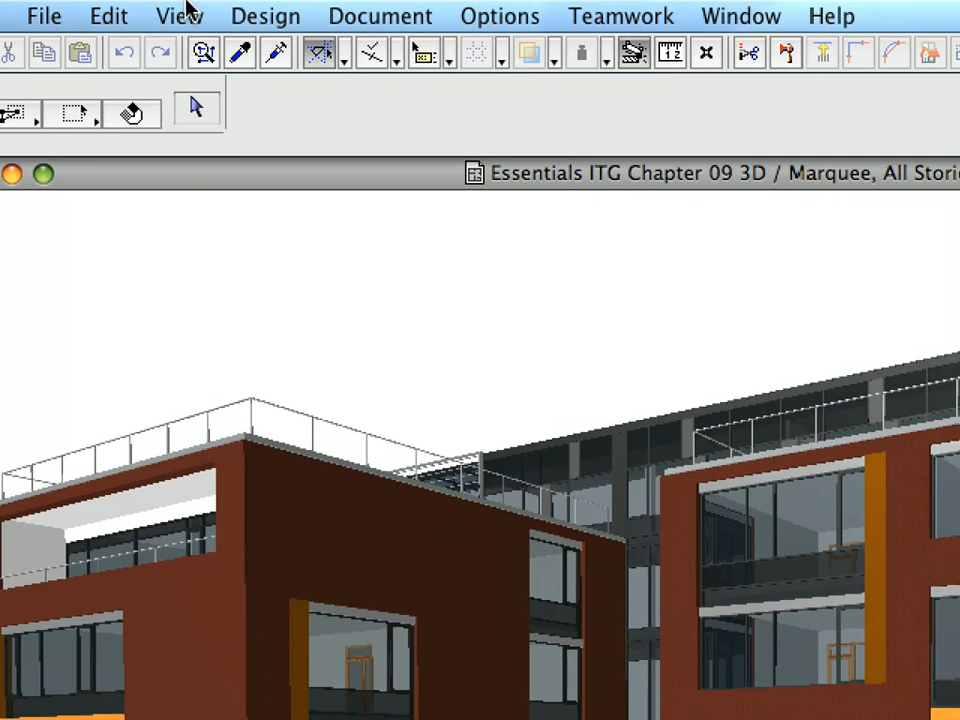 File Edit View Design Document Options Teamwork Window Help
Essentials ITG Chapter 09 3D / Marquee, All Stori